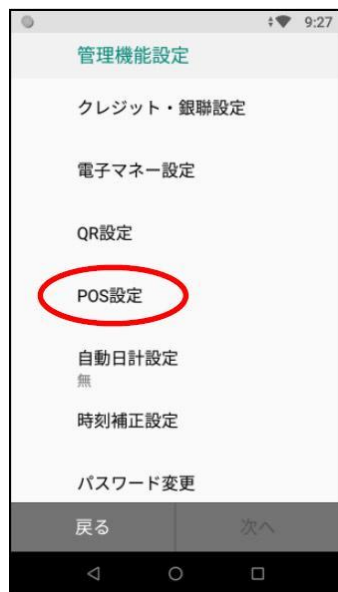 9:27
管理機能設定
クレジット・銀聯設定
電子マネー設定
QR設定
POS設定
自動日計設定
無
時刻補正設定
パスワード変更
戻る 次へ